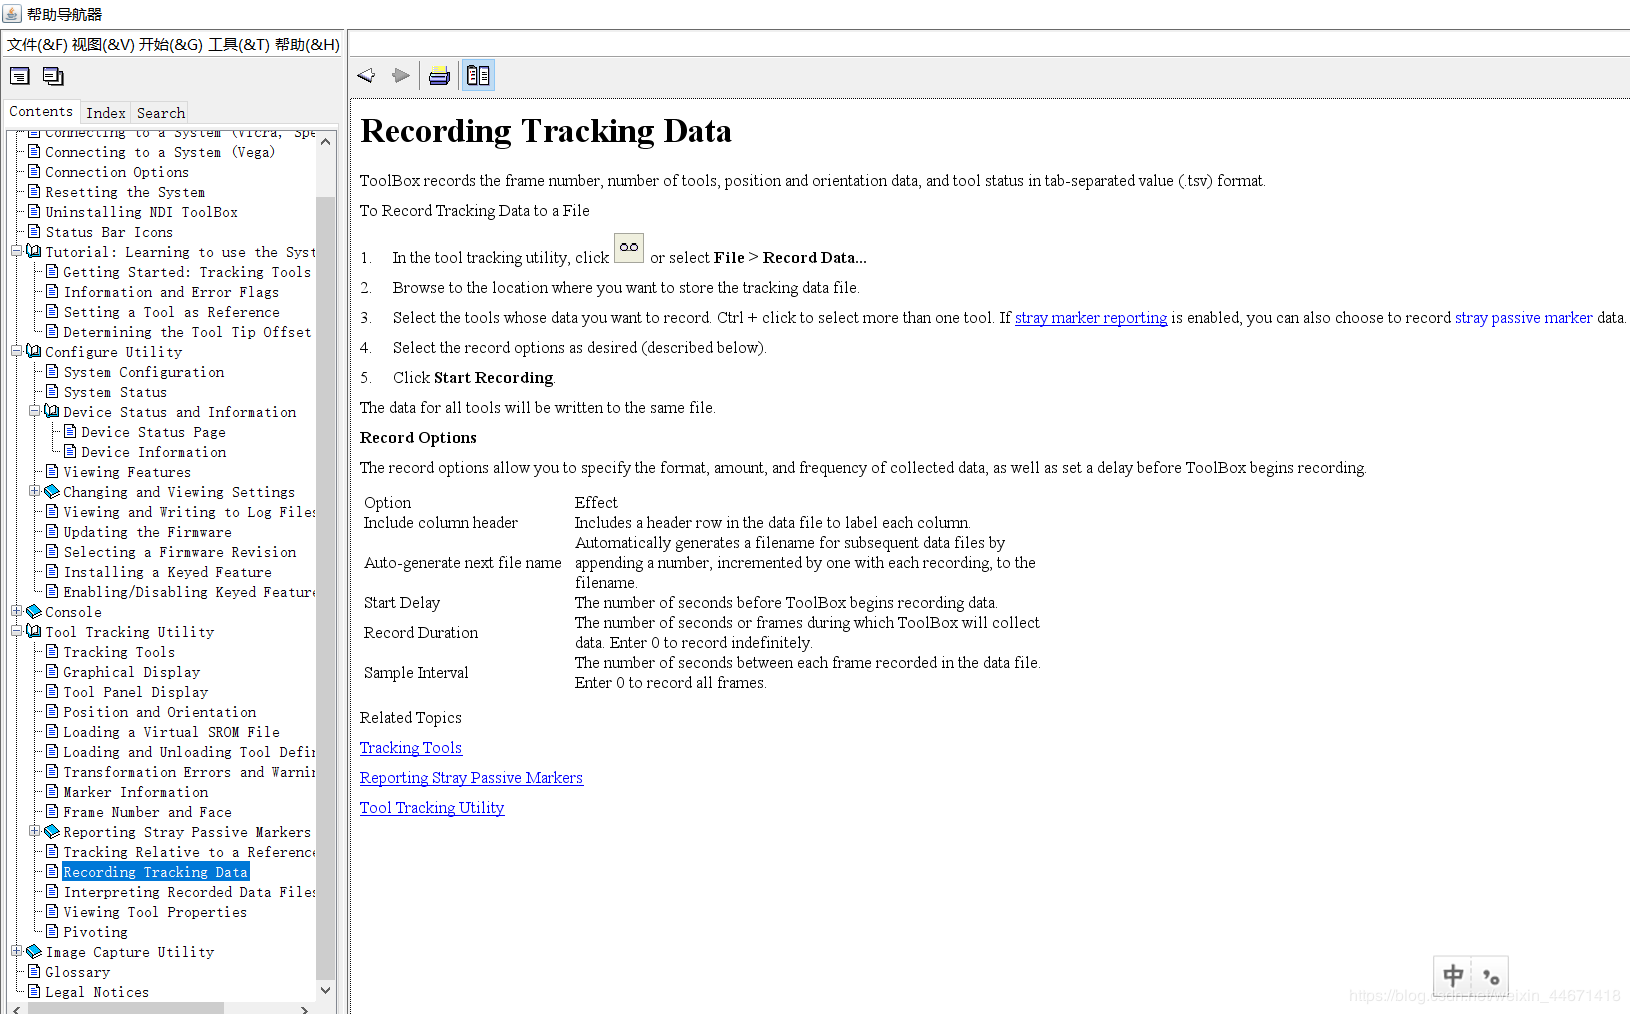 帮助导航器
文件(&F) 视图(&V) 开始(&G) 工具(&T) 帮助(&H)
Contents Index Search
Connecting to a System (Vicra, Spe
Connecting to a System (Vega)
Connection Options
Resetting the System
Uninstalling NDI ToolBox
Status Bar Icons
Tutorial: Learning to use the Syst
Getting Started: Tracking Tools
Information and Error Flags
Setting a Tool as Reference
Determining the Tool Tip Offset
Configure Utility
System Configuration
System Status
Device Status and Information
Device Status Page
Device Information
Viewing Features
Changing and Viewing Settings
Viewing and Writing to Log Files
Updating the Firmware
Selecting a Firmware Revision
Installing a Keyed Feature
Enabling/Disabling Keyed Feature
Console
Tool Tracking Utility
Tracking Tools
Graphical Display
Tool Panel Display
Position and Orientation
Loading a Virtual SROM File
Loading and Unloading Tool Defin
Transformation Errors and Warnin
Marker Information
Frame Number and Face
Reporting Stray Passive Markers
Tracking Relative to a Reference
Recording Tracking Data
Interpreting Recorded Data Files
Viewing Tool Properties
Pivoting
Image Capture Utility
Glossary
Legal Notices
Recording Tracking Data
ToolBox records the frame number, number of tools, position and orientation data, and tool status in tab-separated value (.tsv) format.
To Record Tracking Data to a File
1. In the tool tracking utility, click or select File > Record Data...
2. Browse to the location where you want to store the tracking data file.
3. Select the tools whose data you want to record. Ctrl + click to select more than one tool. If stray marker reporting is enabled, you can also choose to record stray passive marker data.
4. Select the record options as desired (described below).
5. Click Start Recording.
The data for all tools will be written to the same file.
Record Options
The record options allow you to specify the format, amount, and frequency of collected data, as well as set a delay before ToolBox begins recording.
Option Effect
Include column header Includes a header row in the data file to label each column.
Auto-generate next file name Automatically generates a filename for subsequent data files by
appending a number, incremented by one with each recording, to the
filename.
Start Delay The number of seconds before ToolBox begins recording data.
Record Duration The number of seconds or frames during which ToolBox will collect
data. Enter 0 to record indefinitely.
Sample Interval The number of seconds between each frame recorded in the data file.
Enter 0 to record all frames.
Related Topics
Tracking Tools
Reporting Stray Passive Markers
Tool Tracking Utility
中
https://blog.csdn.net/weixin_44671418